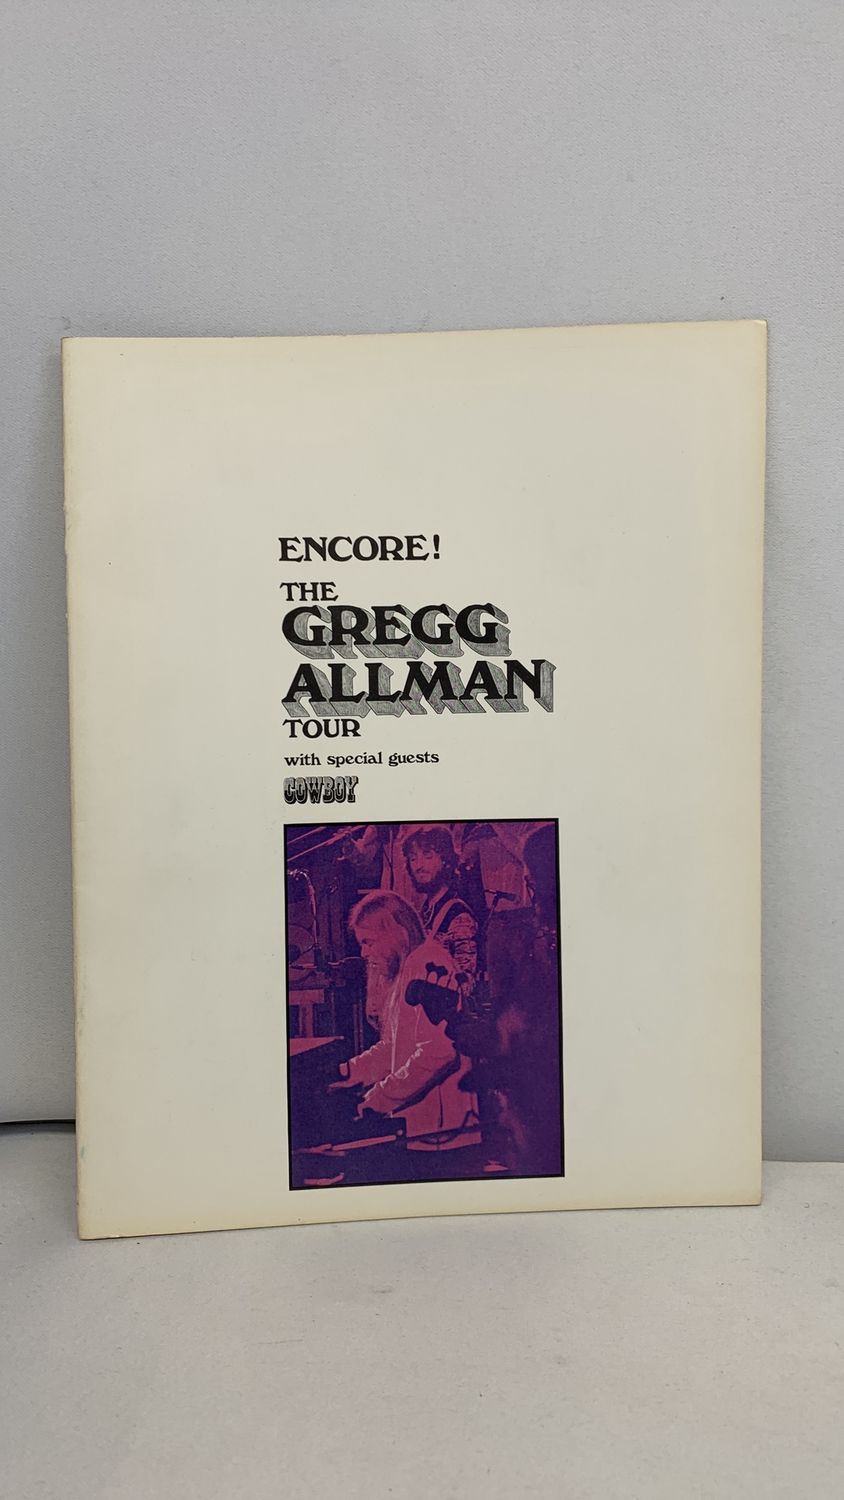 ENCORE!
THE
GREGG
ALLMAN
TOUR
with special guests
COWBOY